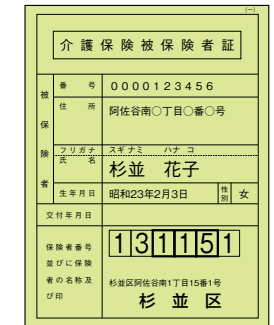 (一)
介護保険被保険者証
被保険者
番号 0000123456
住所 阿佐谷南○丁目○番○号
フリガナ スギナミ ハナコ
氏名 杉並 花子
生年月日 昭和23年2月3日 性別 女
交付年月日
保険者番号並びに保険者の名称及び印
131151
杉並区阿佐谷南1丁目15番1号
杉並区